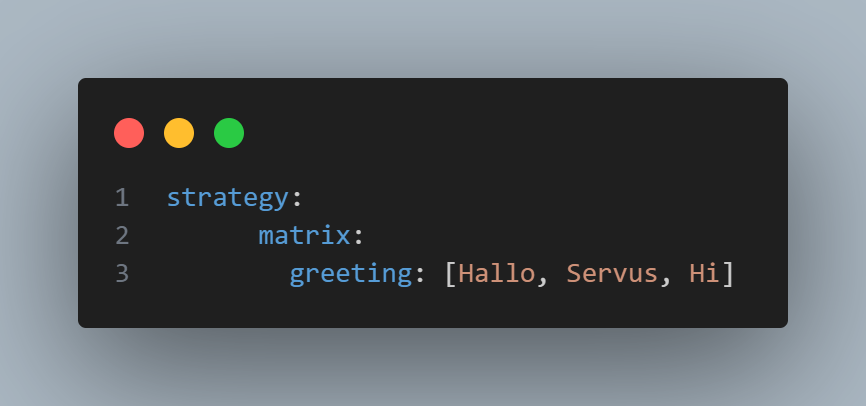 1 strategy:
2       matrix:
3         greeting: [Hallo, Servus, Hi]